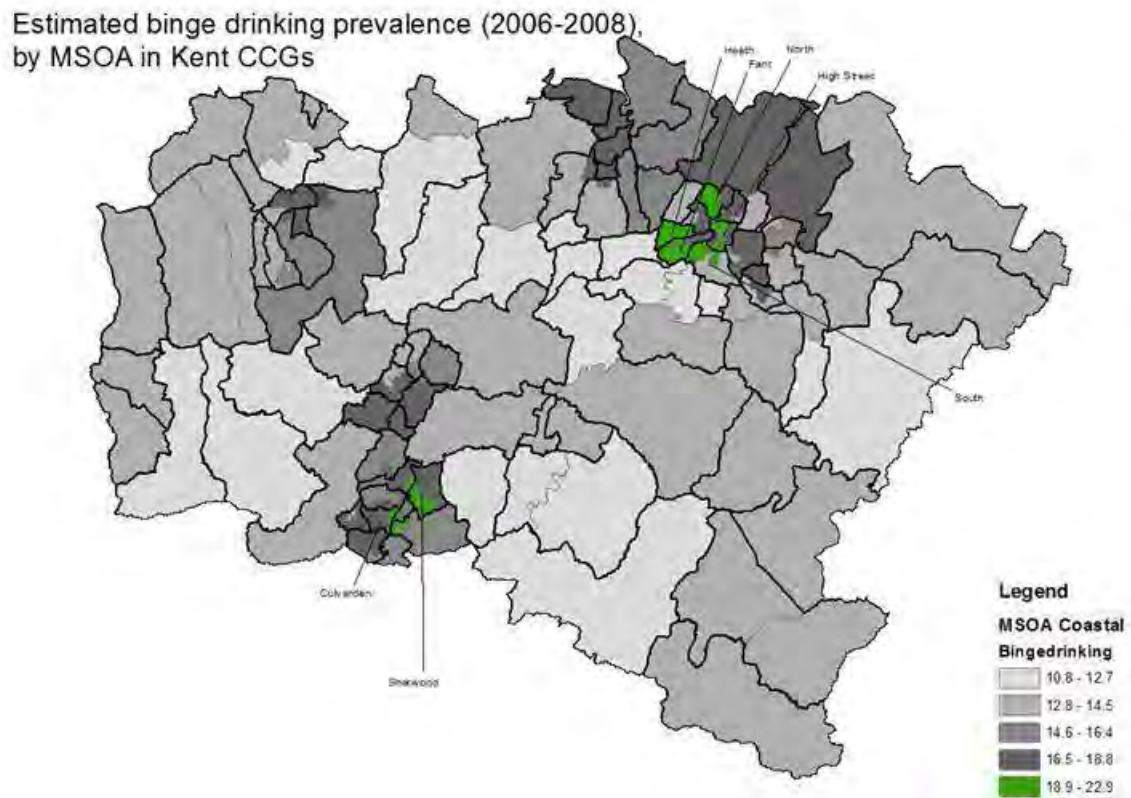 Estimated binge drinking prevalence (2006-2008),
by MSOA in Kent CCGs
Heath
North
Fant
High Street
South
Culverden
Sherwood
Legend
MSOA Coastal
Bingedrinking
10.8 - 12.7
12.8 - 14.5
14.6 - 16.4
16.5 - 18.8
18.9 - 22.9